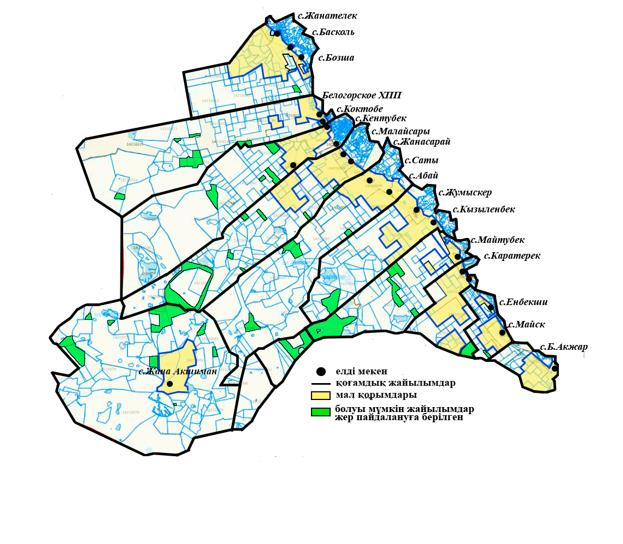 с.Жанателек
с.Басколь
с.Бозша
Белогорское ХПП
с.Коктобе
с.Кентубек
с.Малайсары
с.Жанасарай
с.Саты
с.Абай
с.Жумыскер
с.Кызыленбек
с.Майтубек
с.Каратерек
с.Енбекши
с.Майск
с.Б.Акжар
с.Жана Акшиман
елді мекен
қоғамдық жайылымдар
мал қорымдары
болуы мүмкін жайылымдар
жер пайдалануға берілген